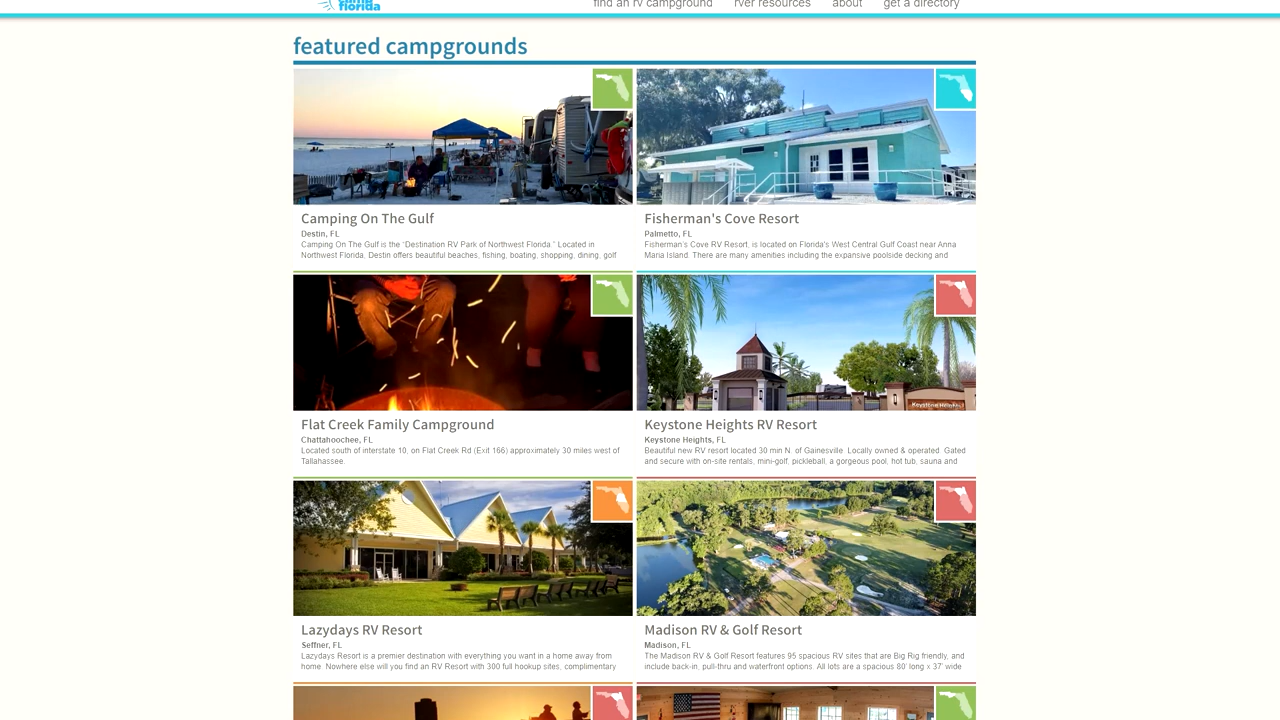 florida
find an rv campground
rver resources
about
get a directory
featured campgrounds
Camping On The Gulf
Destin, FL
Camping On The Gulf is the "Destination RV Park of Northwest Florida." Located in
Northwest Florida, Destin offers beautiful beaches, fishing, boating, shopping, dining, golf
Fisherman's Cove Resort
Palmetto, FL
Fisherman's Cove RV Resort, is located on Florida's West Central Gulf Coast near Anna
Maria Island. There are many amenities including the expansive poolside decking and
Flat Creek Family Campground
Chattahoochee, FL
Located south of interstate 10, on Flat Creek Rd (Exit 166) approximately 30 miles west of
Tallahassee.
Keystone Heights RV Resort
Keystone Heights, FL
Beautiful new RV resort located 30 min N. of Gainesville. Locally owned & operated. Gated
and secure with on-site rentals, mini-golf, pickleball, a gorgeous pool, hot tub, sauna and
Keystone Heights
Lazydays RV Resort
Seffner, FL
Lazydays Resort is a premier destination with everything you want in a home away from
home. Nowhere else will you find an RV Resort with 300 full hookup sites, complimentary
Madison RV & Golf Resort
Madison, FL
The Madison RV & Golf Resort features 95 spacious RV sites that are Big Rig friendly, and
include back-in, pull-thru and waterfront options. All lots are a spacious 80' long x 37' wide